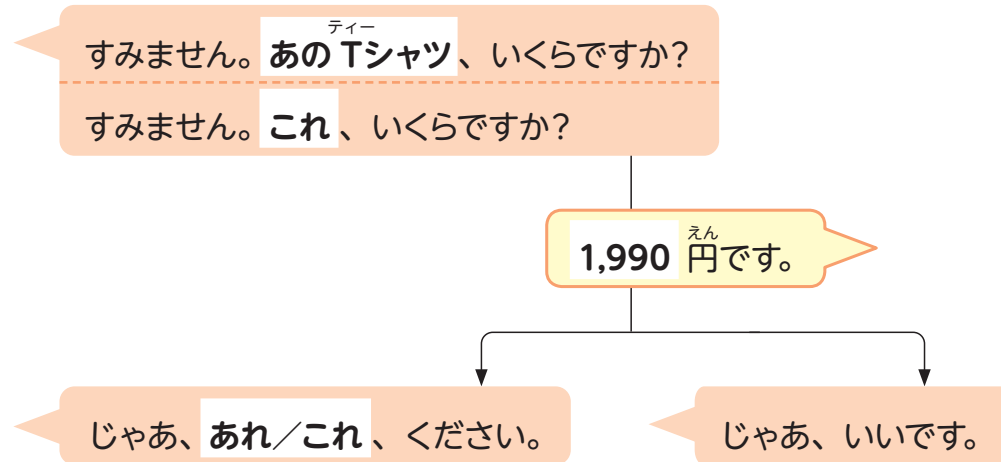 ティー
すみません。あの Tシャツ、いくらですか?
すみません。これ、いくらですか?
えん
1,990 円です。
じゃあ、あれ/これ、ください。
じゃあ、いいです。